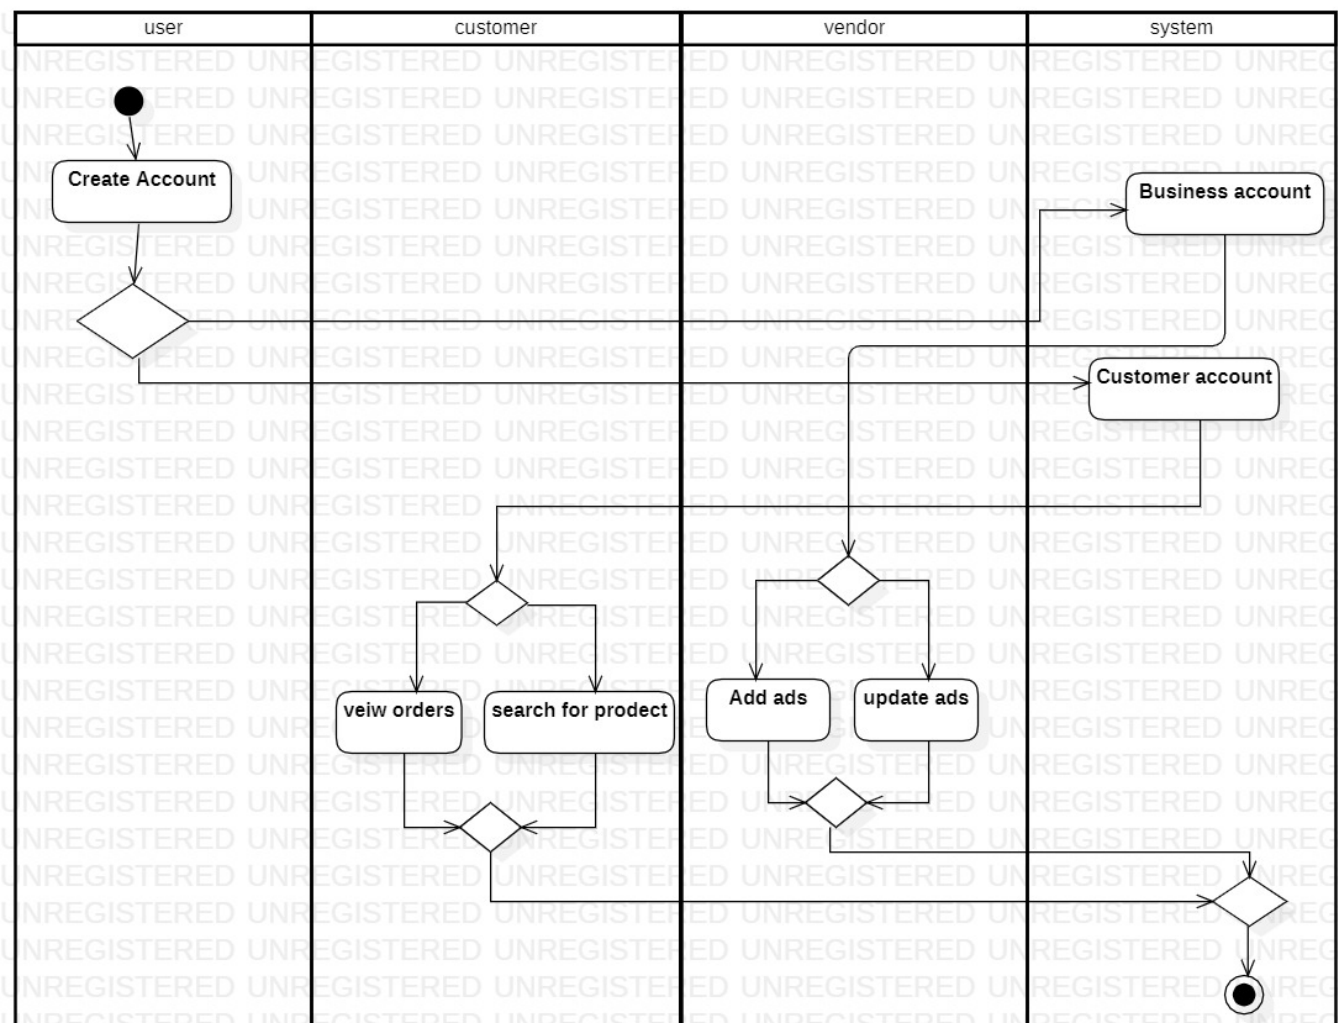 user
customer
vendor
system
Create Account
Business account
Customer account
veiw orders
search for prodect
Add ads
update ads
UNREGISTERED